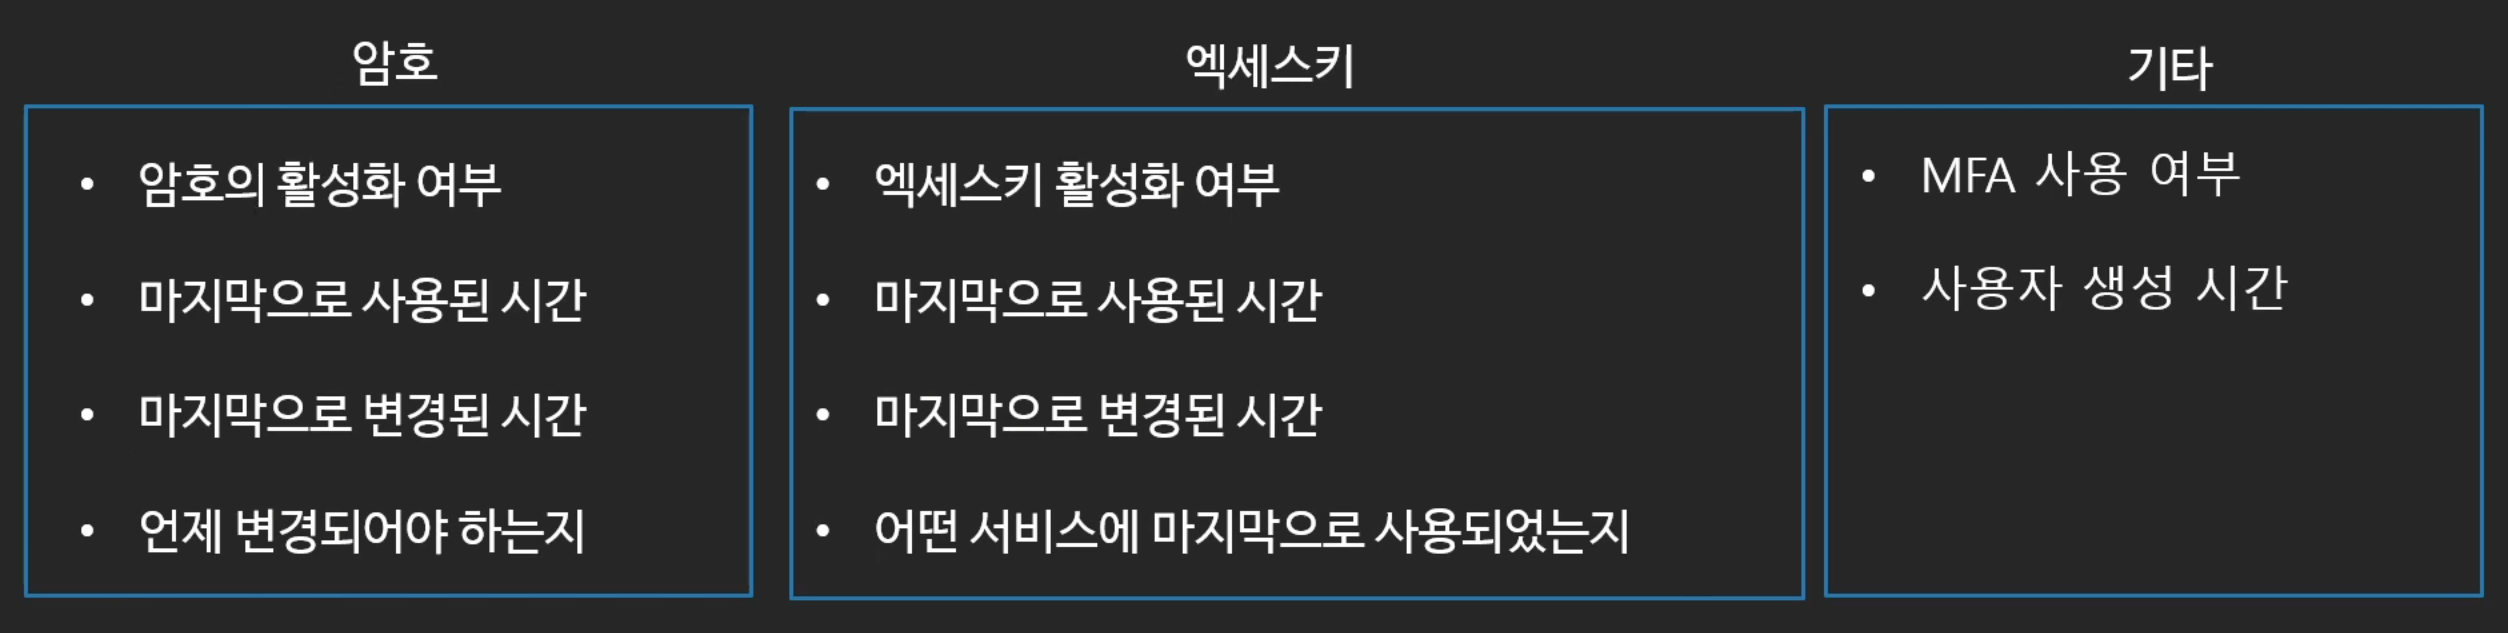 암호
• 암호의 활성화 여부
• 마지막으로 사용된 시간
• 마지막으로 변경된 시간
• 언제 변경되어야 하는지
엑세스키
• 엑세스키 활성화 여부
• 마지막으로 사용된 시간
• 마지막으로 변경된 시간
• 어떤 서비스에 마지막으로 사용되었는지
기타
• MFA 사용 여부
• 사용자 생성 시간